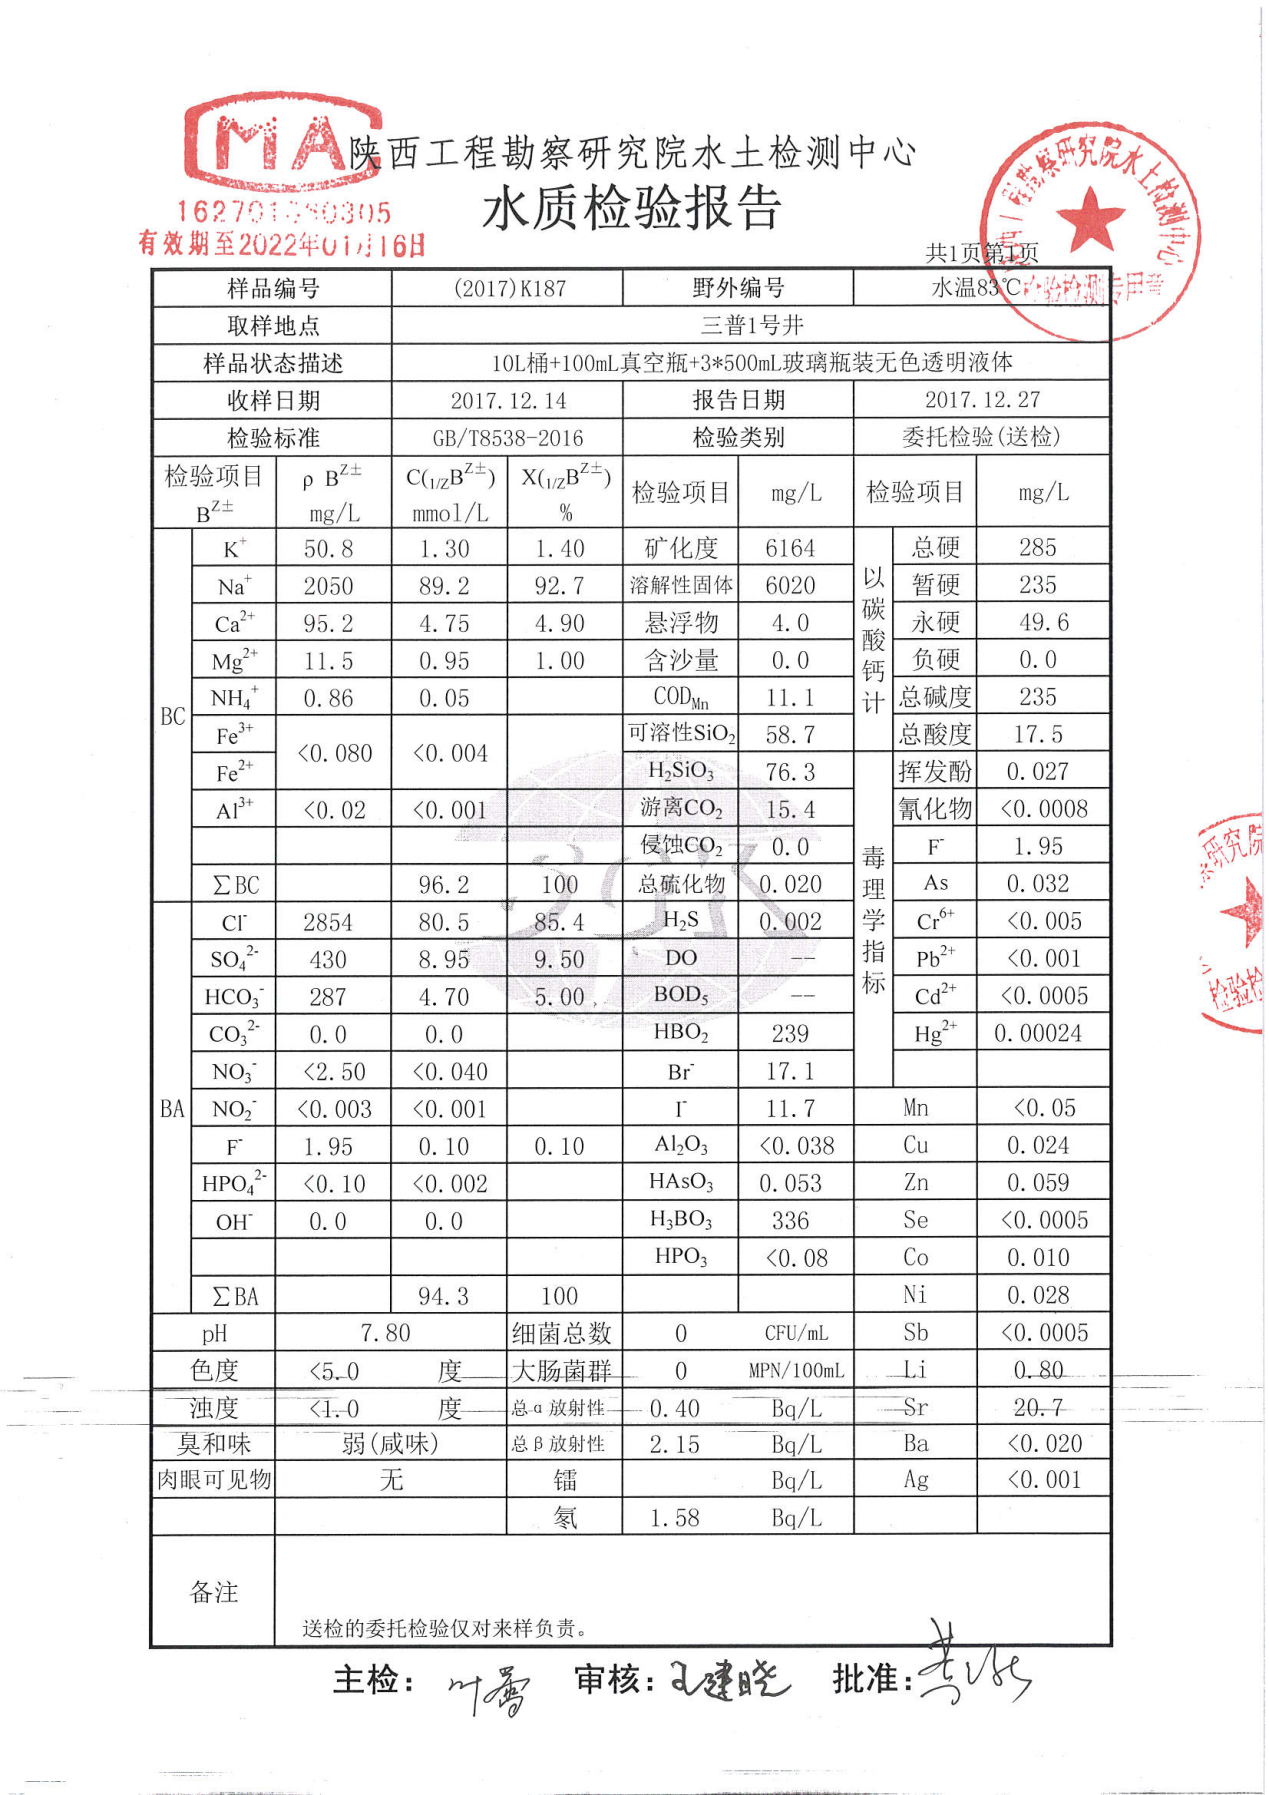 MA
162701080305
有效期至2022年01月16日
陕西工程勘察研究院水土检测中心
水质检验报告
共1页第1页
检验检测专用章
样品编号 (2017)K187 野外编号 水温83℃
取样地点 三普1号井
样品状态描述 10L桶+100mL真空瓶+3*500mL玻璃瓶装无色透明液体
收样日期 2017.12.14 报告日期 2017.12.27
检验标准 GB/T8538-2016 检验类别 委托检验(送检)
检验项目 B^Z± ρ B^Z± mg/L C(1/ZB^Z±) mmol/L X(1/ZB^Z±) % 检验项目 mg/L 检验项目 mg/L
BC K⁺ 50.8 1.30 1.40 矿化度 6164 以碳酸钙计 总硬 285
Na⁺ 2050 89.2 92.7 溶解性固体 6020 暂硬 235
Ca²⁺ 95.2 4.75 4.90 悬浮物 4.0 永硬 49.6
Mg²⁺ 11.5 0.95 1.00 含沙量 0.0 负硬 0.0
NH₄⁺ 0.86 0.05 COD_Mn 11.1 总碱度 235
Fe³⁺ <0.080 <0.004 可溶性SiO₂ 58.7 总酸度 17.5
Fe²⁺ H₂SiO₃ 76.3 毒理学指标 挥发酚 0.027
Al³⁺ <0.02 <0.001 游离CO₂ 15.4 氰化物 <0.0008
侵蚀CO₂ 0.0 F⁻ 1.95
∑BC 96.2 100 总硫化物 0.020 As 0.032
BA Cl⁻ 2854 80.5 85.4 H₂S 0.002 Cr⁶⁺ <0.005
SO₄²⁻ 430 8.95 9.50 DO -- Pb²⁺ <0.001
HCO₃⁻ 287 4.70 5.00 BOD₅ -- Cd²⁺ <0.0005
CO₃²⁻ 0.0 0.0 HBO₂ 239 Hg²⁺ 0.00024
NO₃⁻ <2.50 <0.040 Br⁻ 17.1
NO₂⁻ <0.003 <0.001 I⁻ 11.7 Mn <0.05
F⁻ 1.95 0.10 0.10 Al₂O₃ <0.038 Cu 0.024
HPO₄²⁻ <0.10 <0.002 HAsO₃ 0.053 Zn 0.059
OH⁻ 0.0 0.0 H₃BO₃ 336 Se <0.0005
HPO₃ <0.08 Co 0.010
∑BA 94.3 100 Ni 0.028
pH 7.80 细菌总数 0 CFU/mL Sb <0.0005
色度 <5.0 度 大肠菌群 0 MPN/100mL Li 0.80
浊度 <1.0 度 总α放射性 0.40 Bq/L Sr 20.7
臭和味 弱(咸味) 总β放射性 2.15 Bq/L Ba <0.020
肉眼可见物 无 镭 Bq/L Ag <0.001
氡 1.58 Bq/L
备注 送检的委托检验仅对来样负责。
主检: 审核:王建晓 批准: